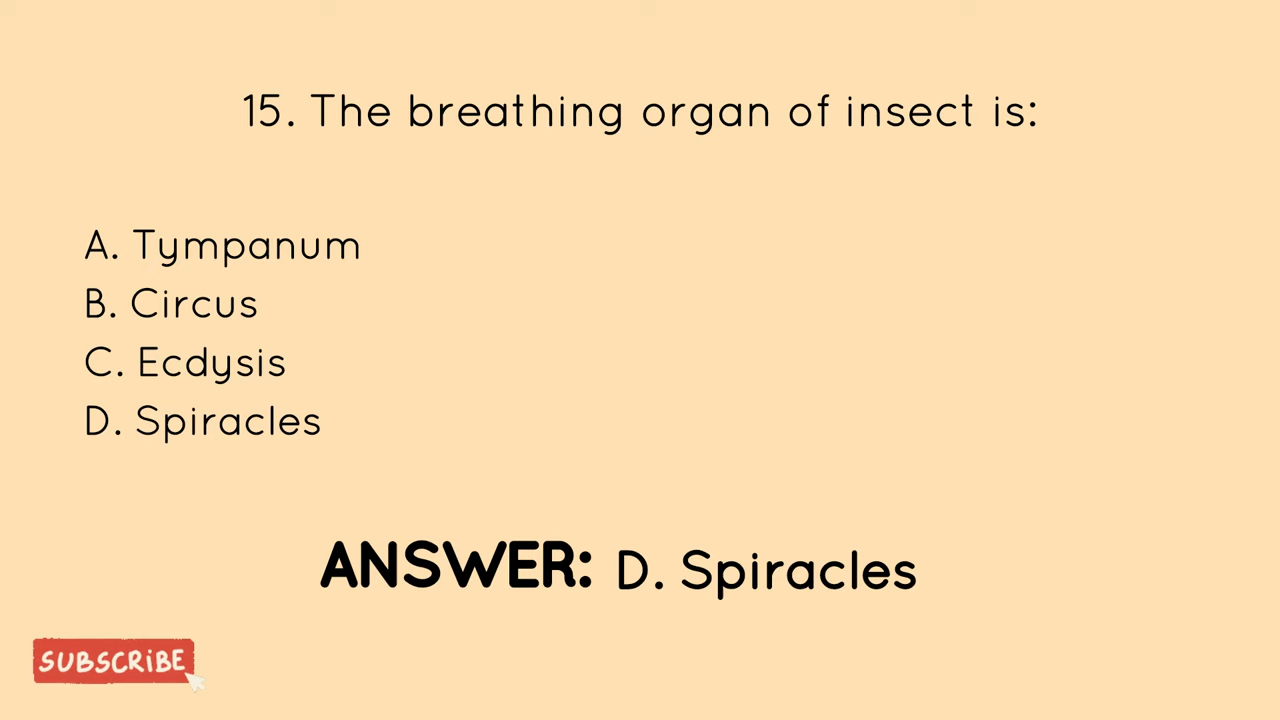 15. The breathing organ of insect is:
A. Tympanum
B. Circus
C. Ecdysis
D. Spiracles
ANSWER: D. Spiracles
SUBSCRiBE